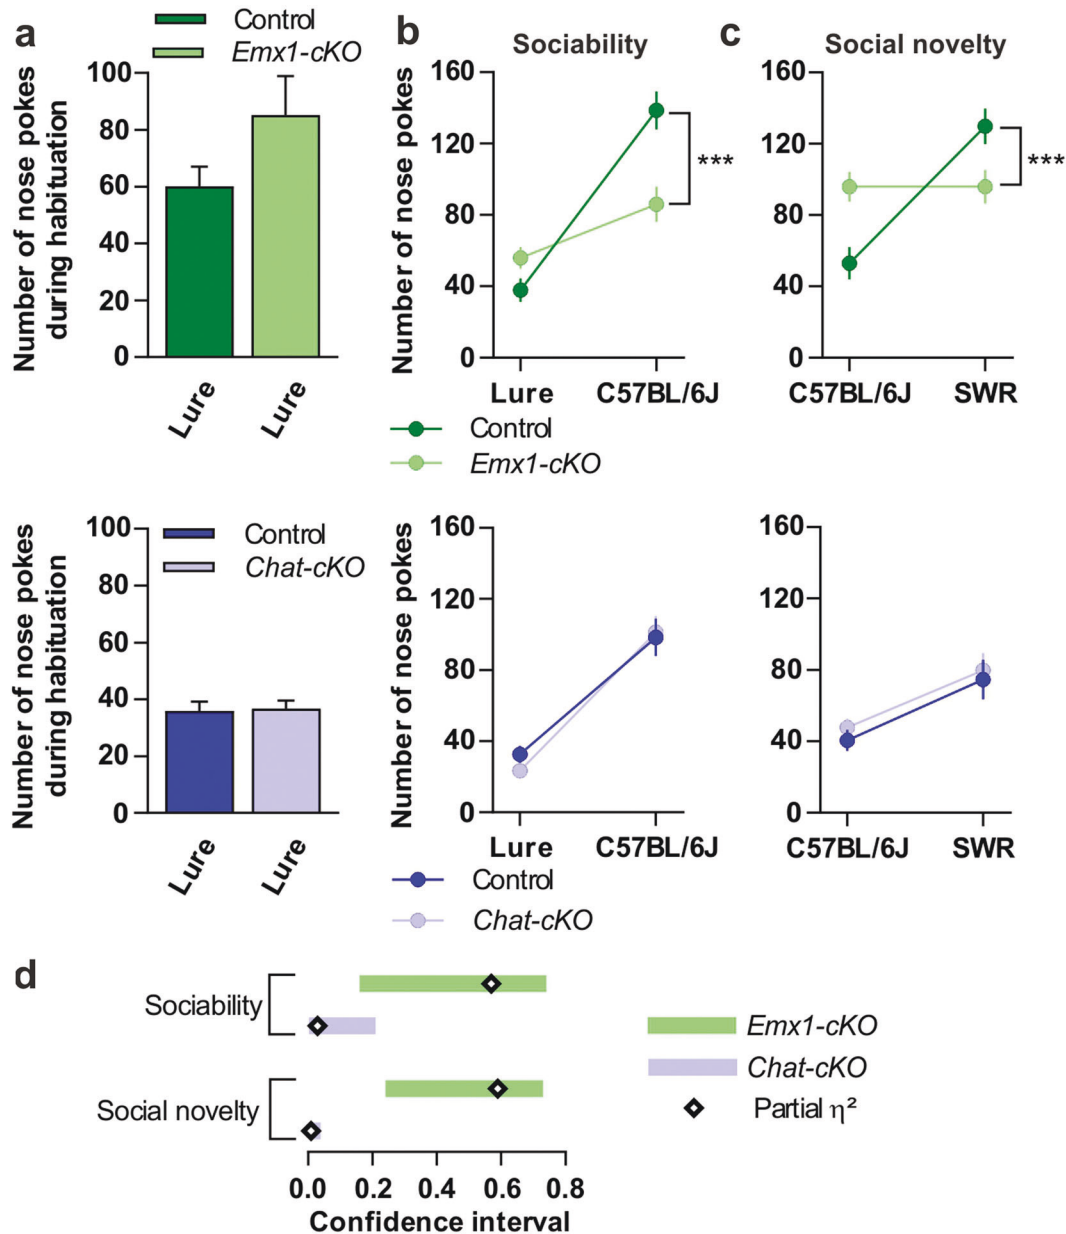 a
Control
Emx1-cKO
Number of nose pokes
during habituation
100
80
60
40
20
0
Lure
Lure
b
Sociability
Number of nose pokes
160
120
80
40
0
***
Lure
C57BL/6J
Control
Emx1-cKO
c
Social novelty
160
120
80
40
0
***
C57BL/6J
SWR
Number of nose pokes
during habituation
100
80
60
40
20
0
Control
Chat-cKO
Lure
Lure
Number of nose pokes
160
120
80
40
0
Lure
C57BL/6J
Control
Chat-cKO
160
120
80
40
0
C57BL/6J
SWR
d
Sociability
Social novelty
0.0 0.2 0.4 0.6 0.8
Confidence interval
Emx1-cKO
Chat-cKO
Partial η²